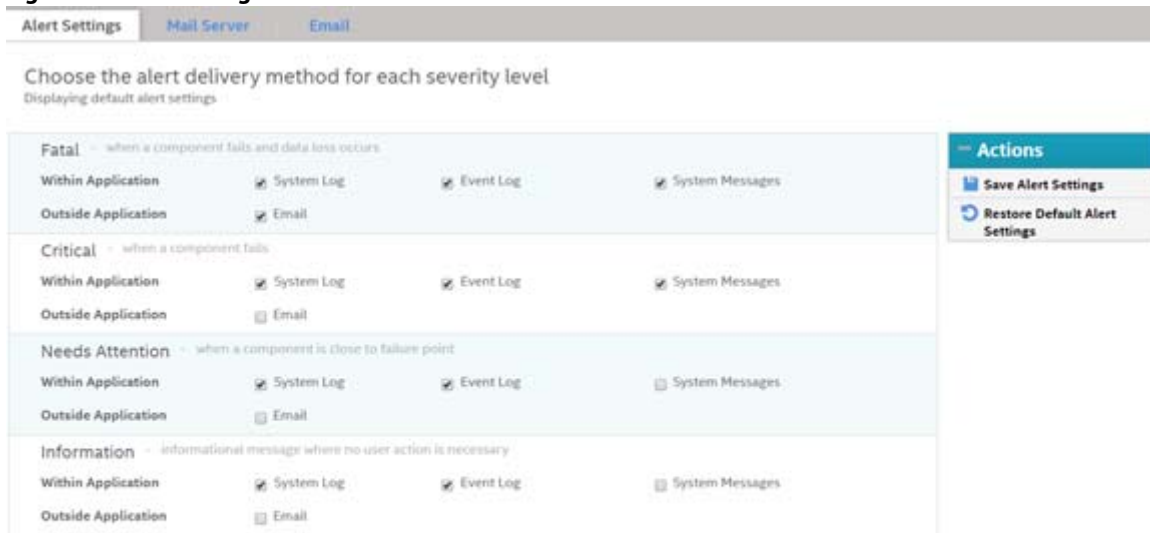 Alert Settings Mail Server Email
Choose the alert delivery method for each severity level
Displaying default alert settings
Fatal - when a component fails and data loss occurs
Within Application System Log Event Log System Messages
Outside Application Email
Critical - when a component fails
Within Application System Log Event Log System Messages
Outside Application Email
Needs Attention - when a component is close to failure point
Within Application System Log Event Log System Messages
Outside Application Email
Information - informational message where no user action is necessary
Within Application System Log Event Log System Messages
Outside Application Email
Actions
Save Alert Settings
Restore Default Alert
Settings